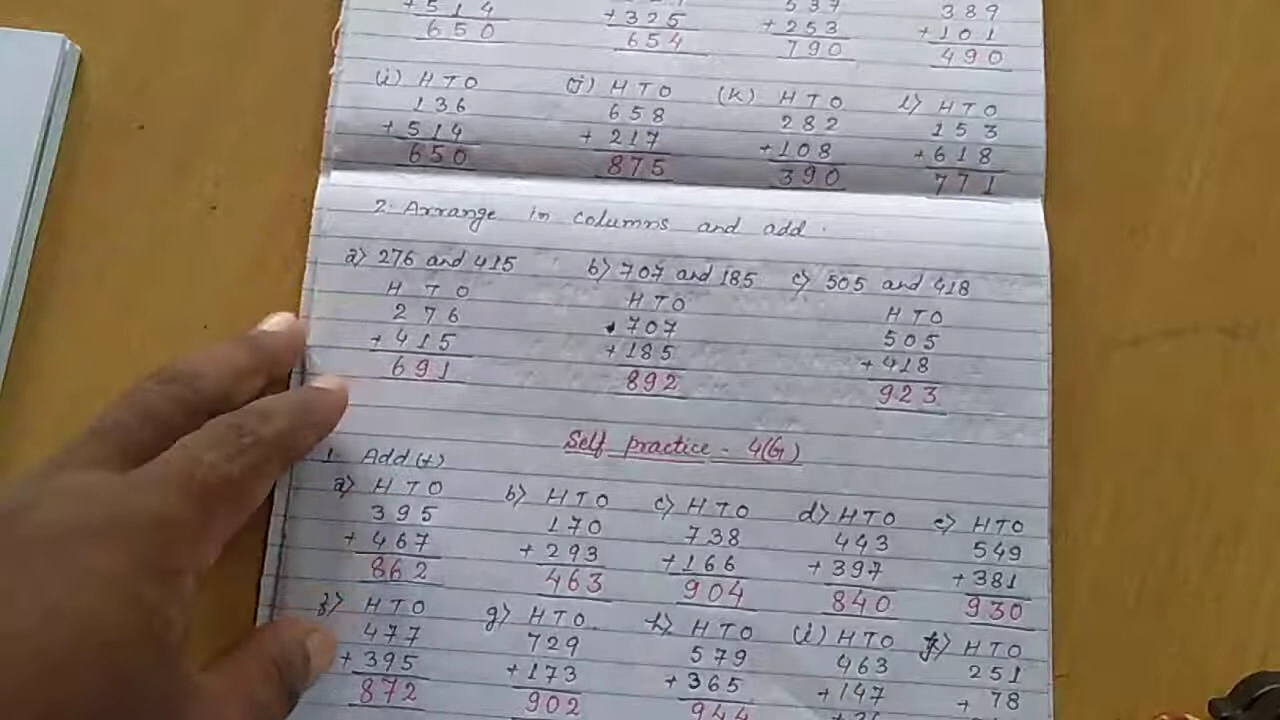 +514 +325 537 389
650 654 +253 +101
790 490
(i) H T O (j) H T O (k) H T O l) H T O
136 658 282 153
+514 +217 +108 +618
650 875 390 771
2. Arrange in columns and add.
a) 276 and 415 b) 707 and 185 c) 505 and 418
H T O H T O H T O
276 707 505
+415 +185 +418
691 892 923
Self practice - 4(G)
1. Add (+)
a) H T O b) H T O c) H T O d) H T O e) H T O
395 170 738 443 549
+467 +293 +166 +397 +381
862 463 904 840 930
f) H T O g) H T O h) H T O (i) H T O j) H T O
477 729 579 463 251
+395 +173 +365 +147 +78
872 902 944